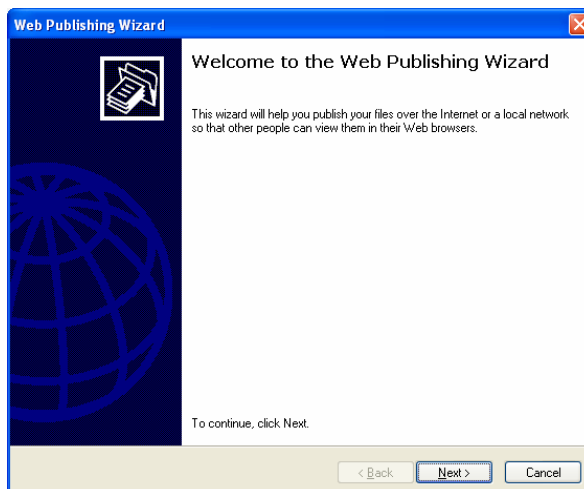 Web Publishing Wizard
Welcome to the Web Publishing Wizard
This wizard will help you publish your files over the Internet or a local network
so that other people can view them in their Web browsers.
To continue, click Next.
< Back
Next >
Cancel